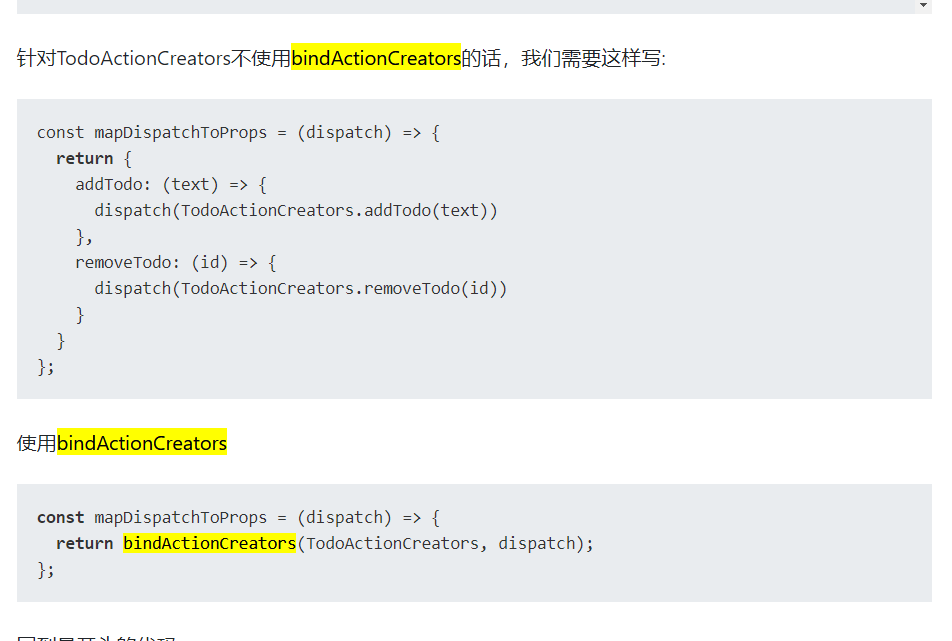 针对TodoActionCreators不使用bindActionCreators的话，我们需要这样写:
const mapDispatchToProps = (dispatch) => {
  return {
    addTodo: (text) => {
      dispatch(TodoActionCreators.addTodo(text))
    },
    removeTodo: (id) => {
      dispatch(TodoActionCreators.removeTodo(id))
    }
  }
};
使用bindActionCreators
const mapDispatchToProps = (dispatch) => {
  return bindActionCreators(TodoActionCreators, dispatch);
};